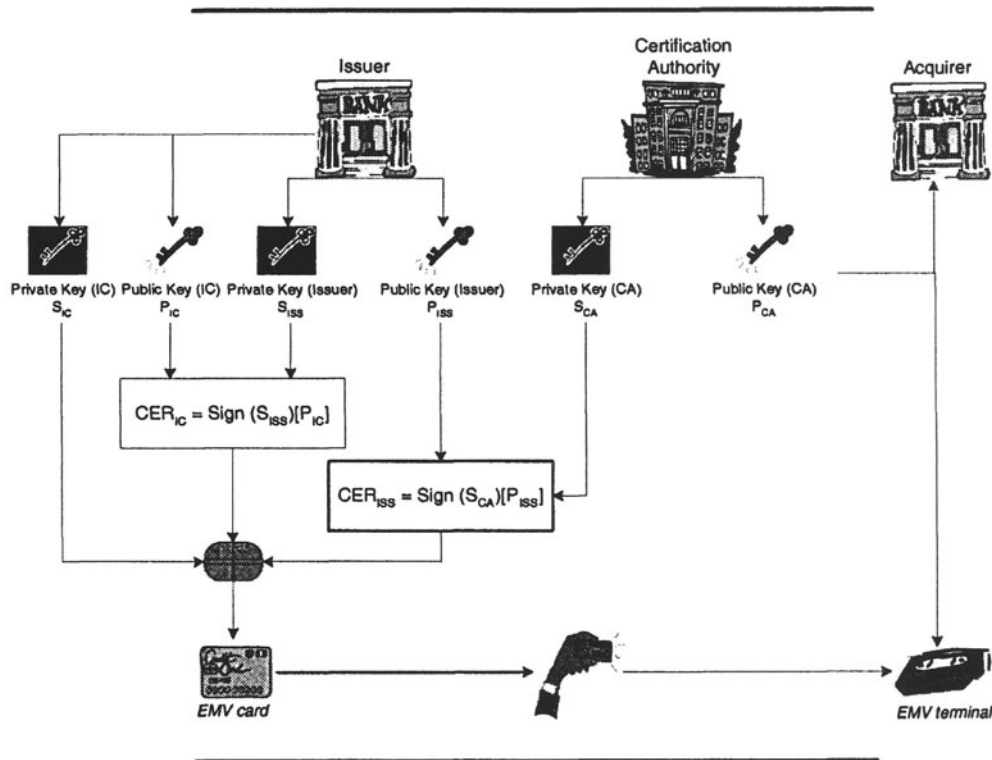 Issuer
Certification
Authority
Acquirer
BANK
BANK
Private Key (IC)
S_IC
Public Key (IC)
P_IC
Private Key (Issuer)
S_ISS
Public Key (Issuer)
P_ISS
Private Key (CA)
S_CA
Public Key (CA)
P_CA
CER_IC = Sign (S_ISS)[P_IC]
CER_ISS = Sign (S_CA)[P_ISS]
EMV card
EMV terminal